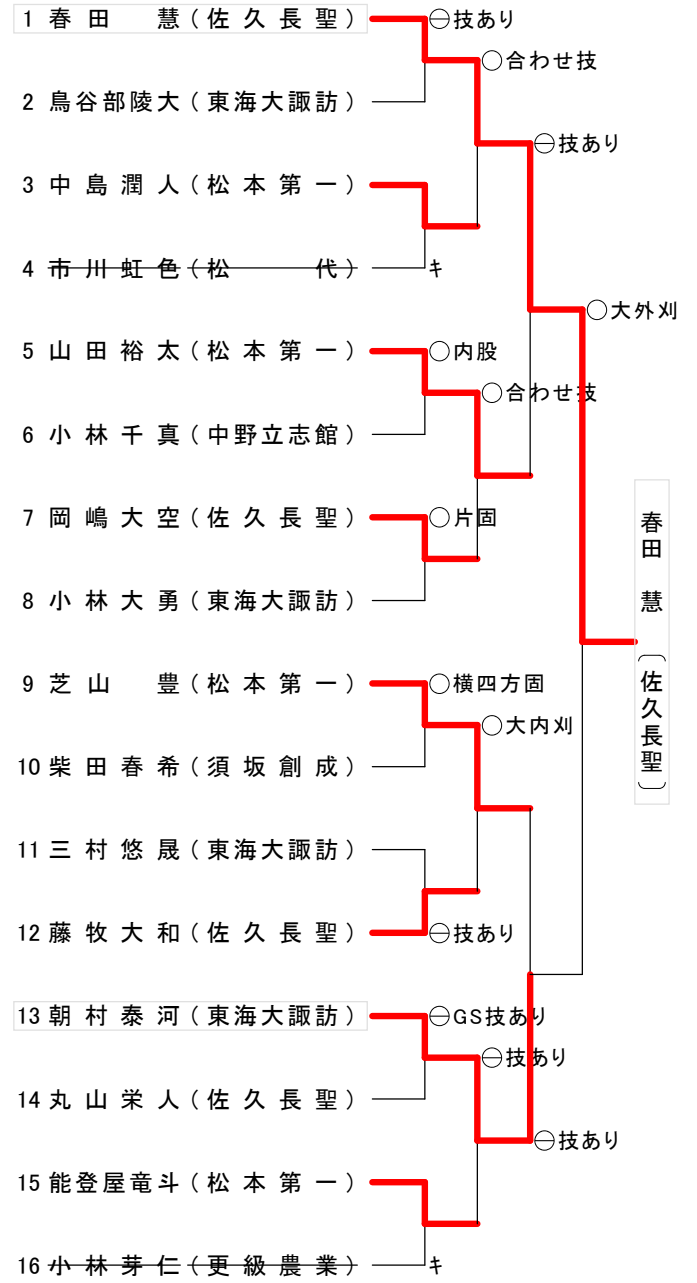 1 春田 慧(佐久長聖)
⊖技あり
○合わせ技
2 鳥谷部陵大(東海大諏訪)
⊖技あり
3 中島潤人(松本第一)
4 市川虹色(松 代)
キ
○大外刈
5 山田裕太(松本第一)
○内股
○合わせ技
6 小林千真(中野立志館)
7 岡嶋大空(佐久長聖)
○片固
8 小林大勇(東海大諏訪)
春田 慧
〔佐久長聖〕
9 芝山 豊(松本第一)
○横四方固
○大内刈
10 柴田春希(須坂創成)
11 三村悠晟(東海大諏訪)
12 藤牧大和(佐久長聖)
⊖技あり
13 朝村泰河(東海大諏訪)
⊖GS技あり
⊖技あり
14 丸山栄人(佐久長聖)
⊖技あり
15 能登屋竜斗(松本第一)
16 小林芽仁(更級農業)
キ